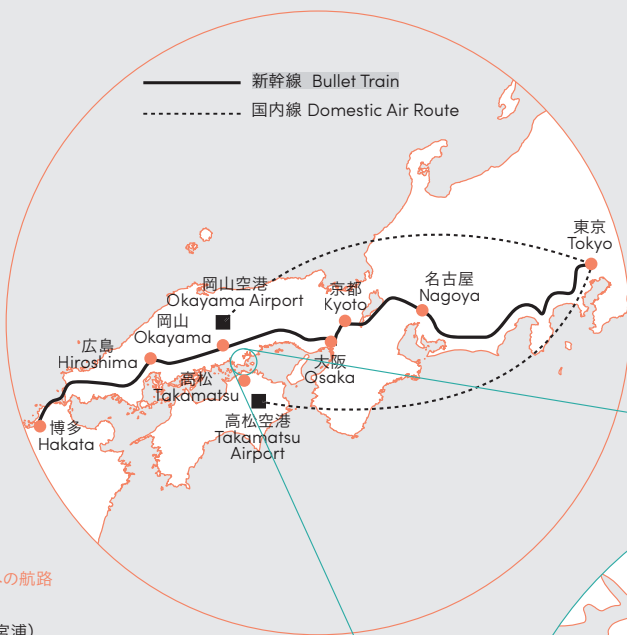 新幹線 Bullet Train
国内線 Domestic Air Route
東京
Tokyo
岡山空港
Okayama Airport
京都
Kyoto
名古屋
Nagoya
岡山
Okayama
広島
Hiroshima
大阪
Osaka
高松
Takamatsu
高松空港
Takamatsu
Airport
博多
Hakata
の航路
宮浦）